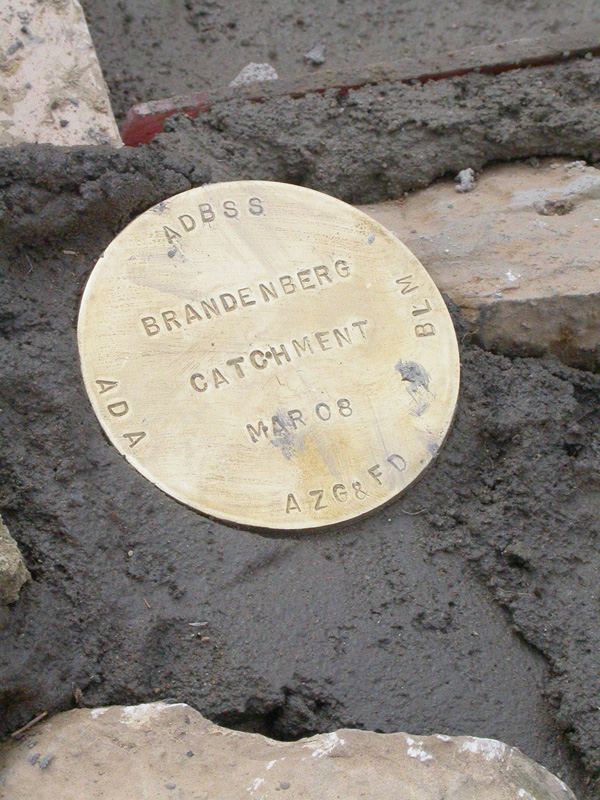 ADBSS
BRANDENBERG
CATCHMENT
MAR 08
BLM
ADA
AZG&FD